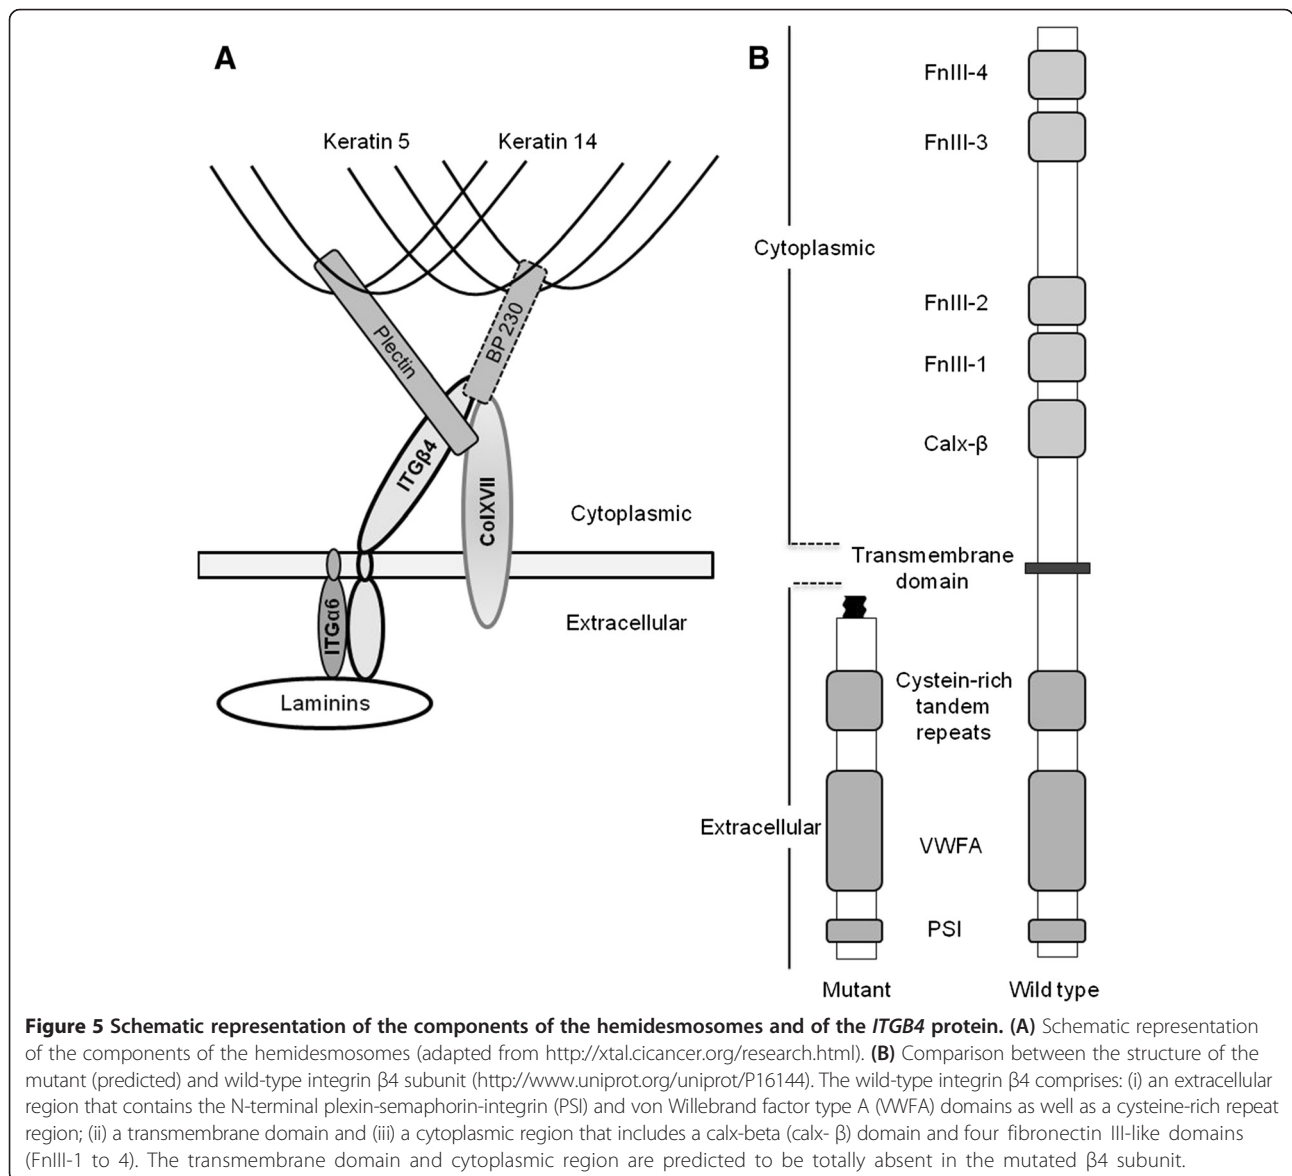 A
B
Keratin 5
Keratin 14
Plectin
BP 230
ITGβ4
ColXVII
Cytoplasmic
ITGα6
Extracellular
Laminins
FnIII-4
FnIII-3
Cytoplasmic
FnIII-2
FnIII-1
Calx-β
Transmembrane
domain
Cystein-rich
tandem
repeats
Extracellular
VWFA
PSI
Mutant
Wild type
Figure 5 Schematic representation of the components of the hemidesmosomes and of the ITGB4 protein. (A) Schematic representation
of the components of the hemidesmosomes (adapted from http://xtal.cicancer.org/research.html). (B) Comparison between the structure of the
mutant (predicted) and wild-type integrin β4 subunit (http://www.uniprot.org/uniprot/P16144). The wild-type integrin β4 comprises: (i) an extracellular
region that contains the N-terminal plexin-semaphorin-integrin (PSI) and von Willebrand factor type A (VWFA) domains as well as a cysteine-rich repeat
region; (ii) a transmembrane domain and (iii) a cytoplasmic region that includes a calx-beta (calx- β) domain and four fibronectin III-like domains
(FnIII-1 to 4). The transmembrane domain and cytoplasmic region are predicted to be totally absent in the mutated β4 subunit.